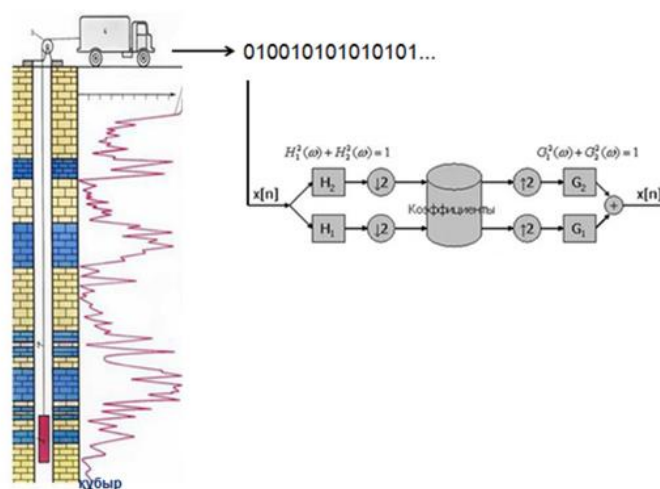 010010101010101...
H₁²(ω)+H₂²(ω)=1
G₁²(ω)+G₂²(ω)=1
x[n]
H₂
↓2
↑2
G₂
x[n]
Коэффициенты
+
H₁
↓2
↑2
G₁
құбыр